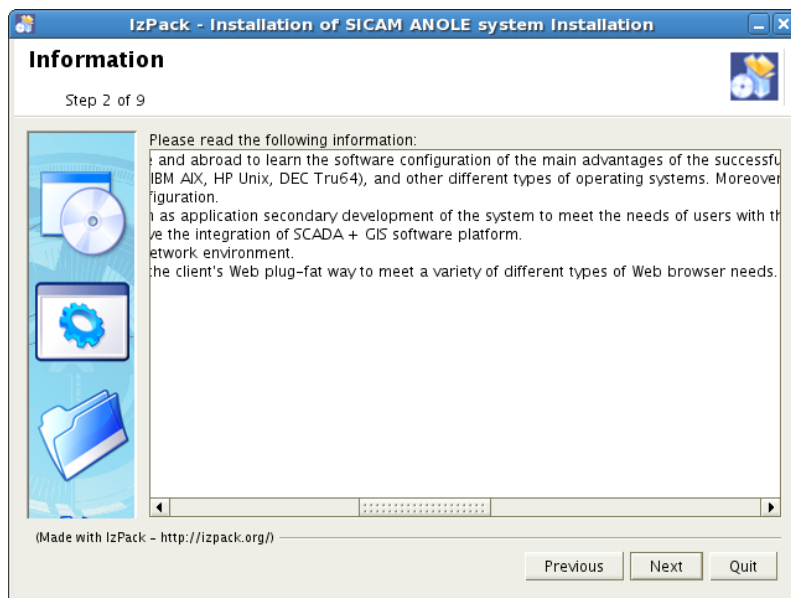 IzPack - Installation of SICAM ANOLE system Installation
Information
Step 2 of 9
Please read the following information:
and abroad to learn the software configuration of the main advantages of the successfu
IBM AIX, HP Unix, DEC Tru64), and other different types of operating systems. Moreover
figuration.
as application secondary development of the system to meet the needs of users with th
ve the integration of SCADA + GIS software platform.
etwork environment.
the client's Web plug-fat way to meet a variety of different types of Web browser needs.
(Made with IzPack - http://izpack.org/)
Previous Next Quit